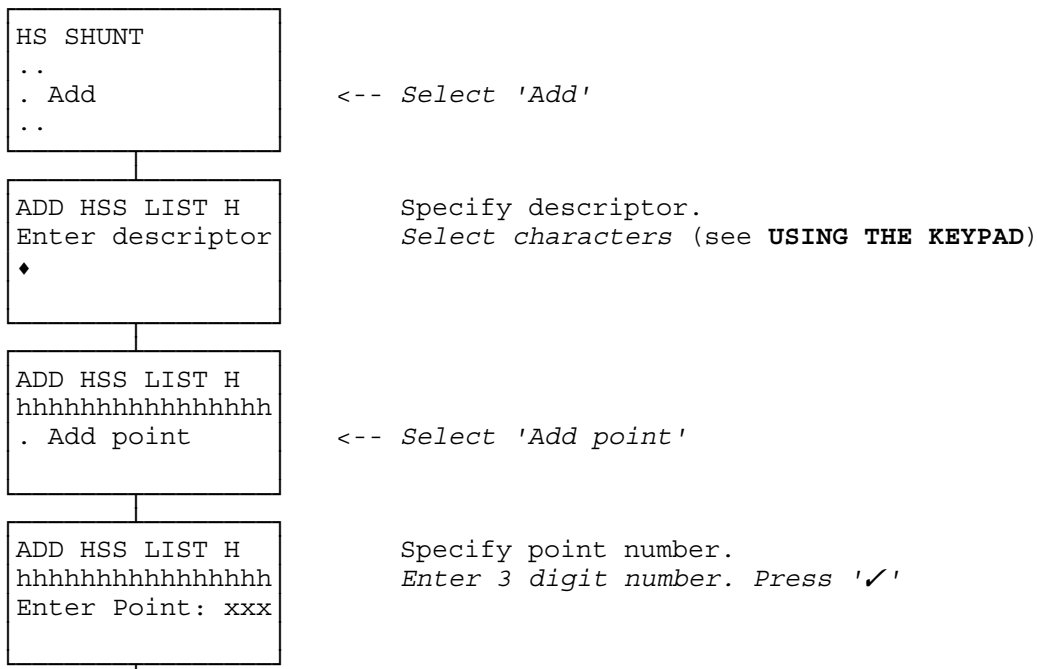 HS SHUNT
..
. Add <-- Select 'Add'
..
ADD HSS LIST H Specify descriptor.
Enter descriptor Select characters (see USING THE KEYPAD)
♦
ADD HSS LIST H
hhhhhhhhhhhhhhhh
. Add point <-- Select 'Add point'
ADD HSS LIST H Specify point number.
hhhhhhhhhhhhhhhh Enter 3 digit number. Press '✓'
Enter Point: xxx